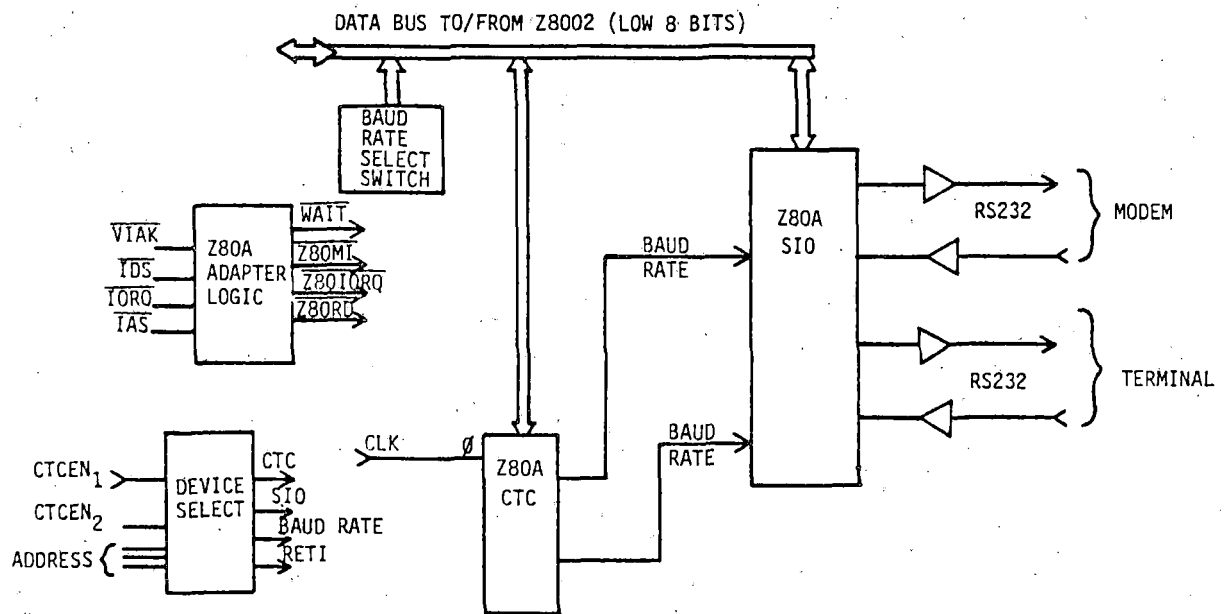 DATA BUS TO/FROM Z8002 (LOW 8 BITS)
BAUD
RATE
SELECT
SWITCH
VIAK
IDS
IORQ
IAS
Z80A
ADAPTER
LOGIC
WAIT
Z80MI
Z80IORQ
Z80RD
Z80A
SIO
RS232
MODEM
RS232
TERMINAL
BAUD
RATE
BAUD
RATE
CTCEN1
CTCEN2
ADDRESS
DEVICE
SELECT
CTC
SIO
BAUD RATE
RETI
CLK
Ø
Z80A
CTC